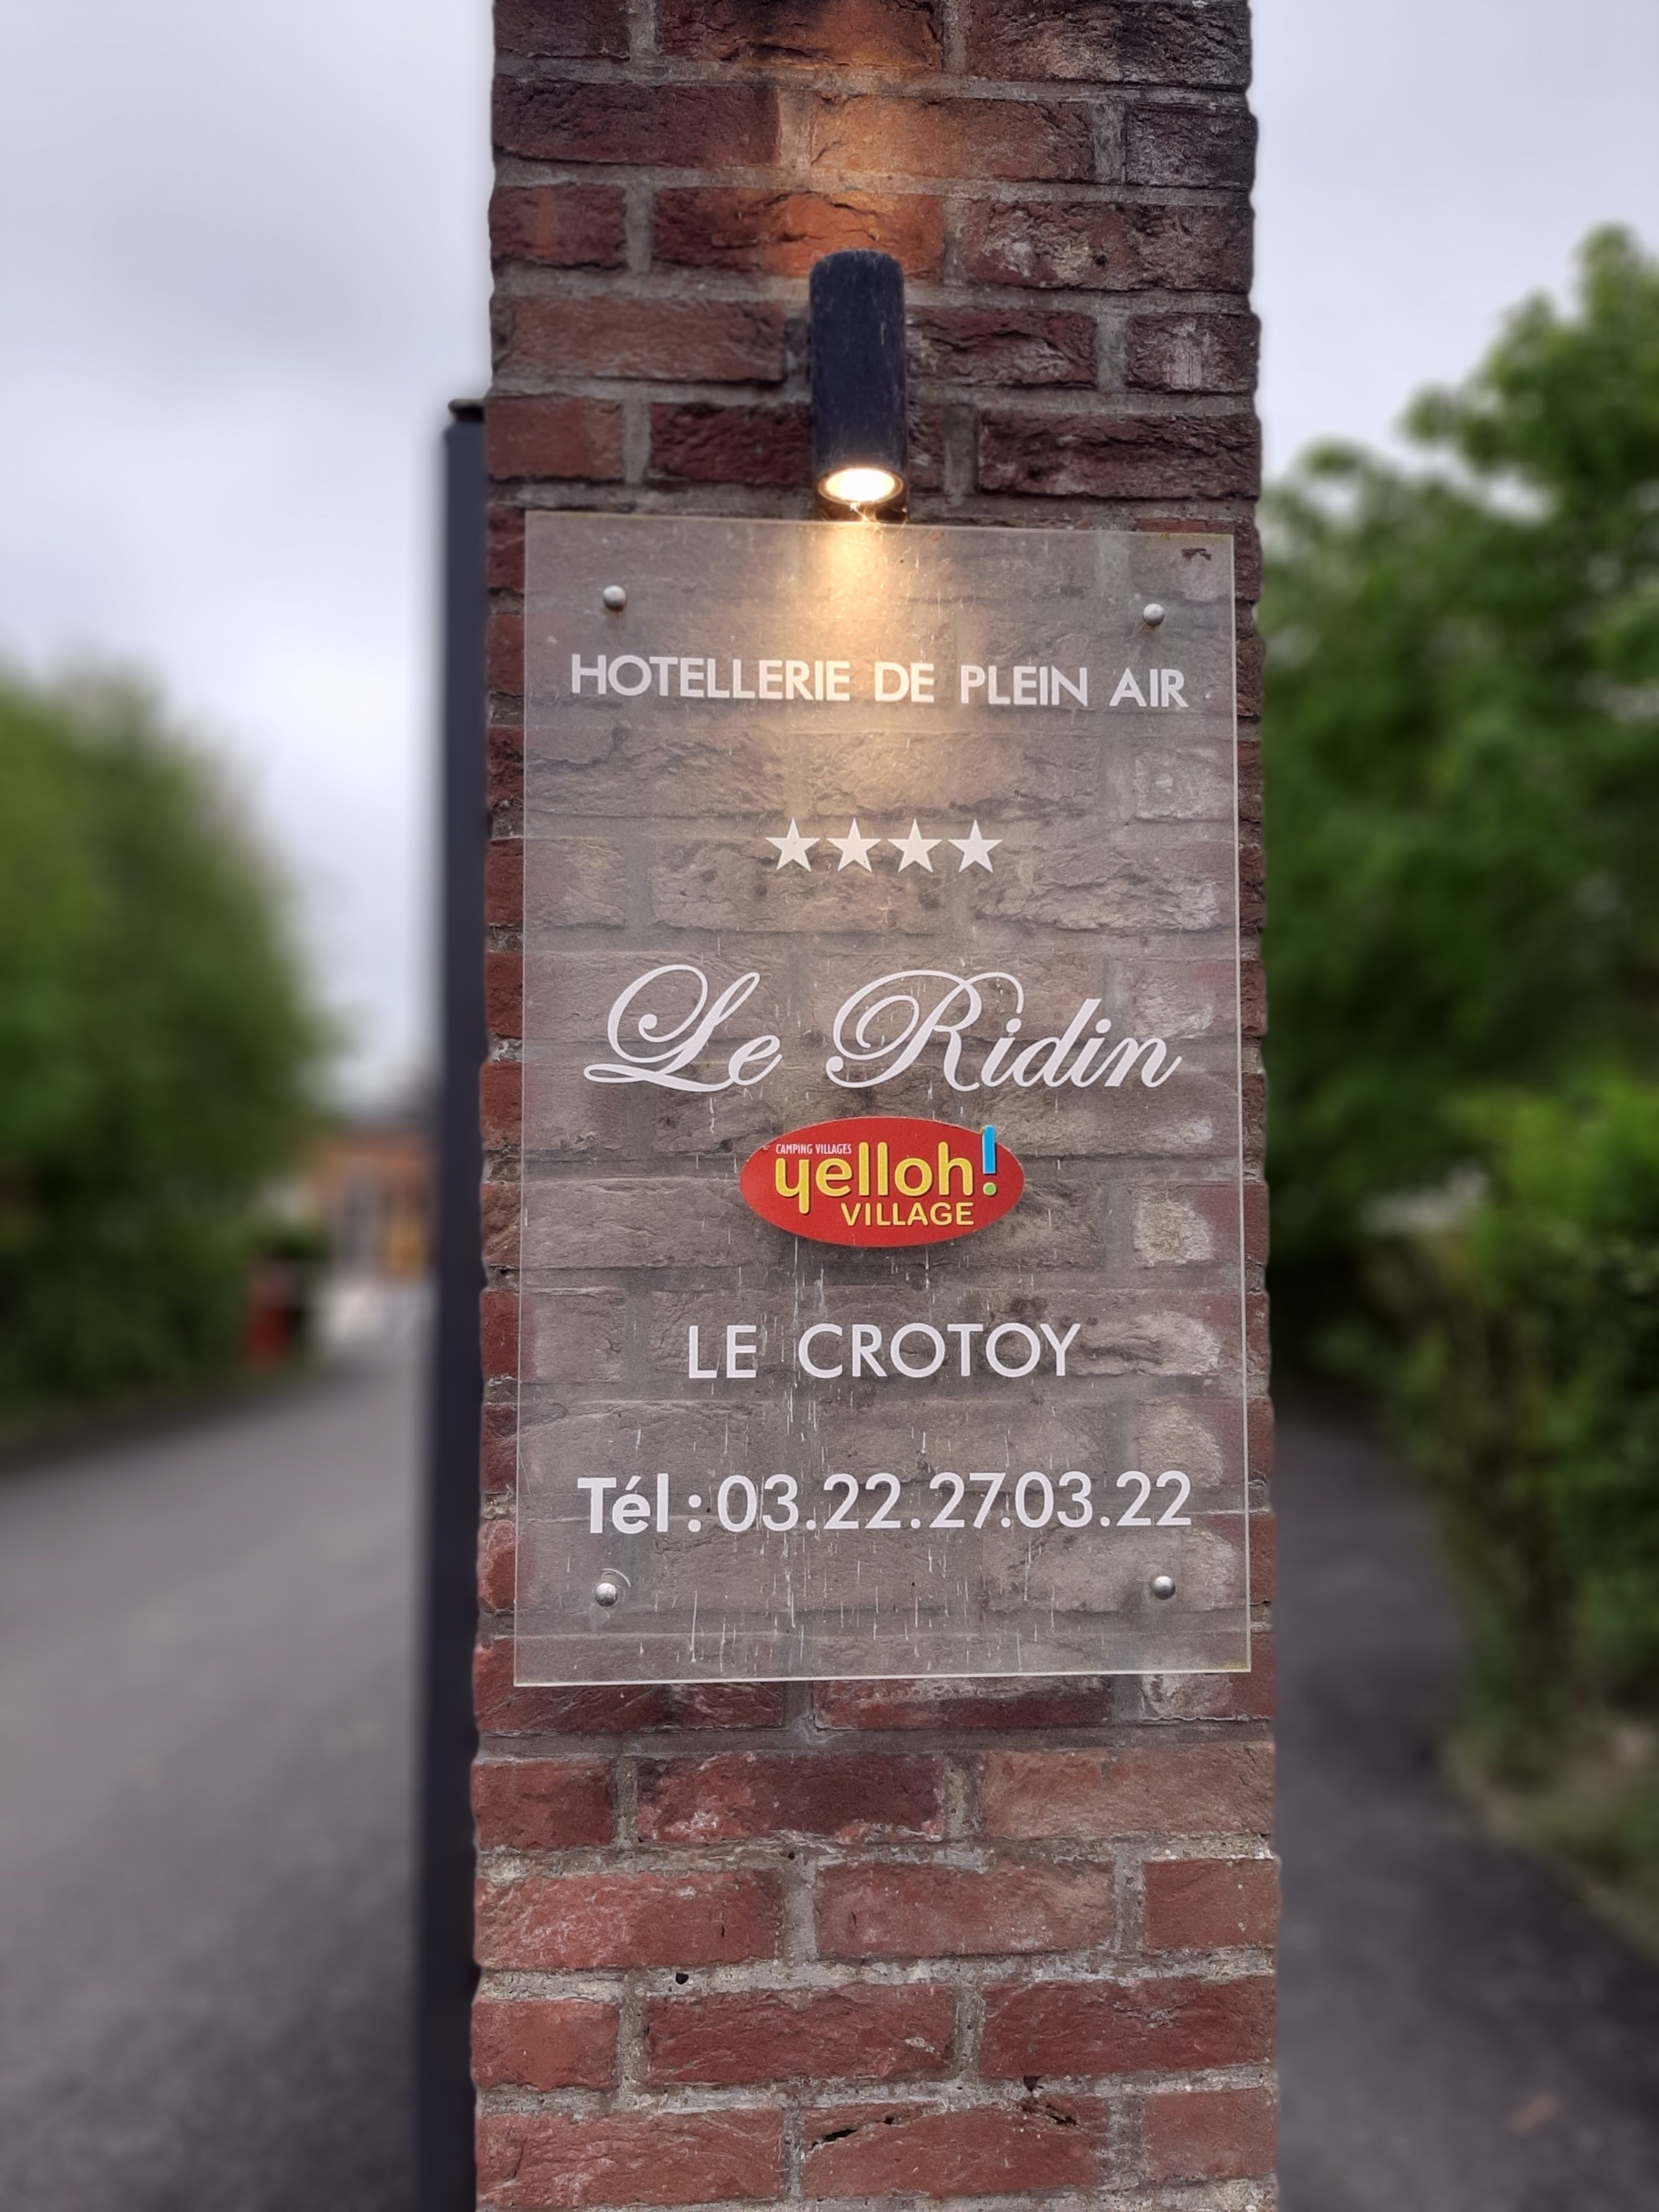 HOTELLERIE DE PLEIN AIR
★★★★
Le Ridin
CAMPING VILLAGES
yelloh!
VILLAGE
LE CROTOY
Tél : 03.22.27.03.22